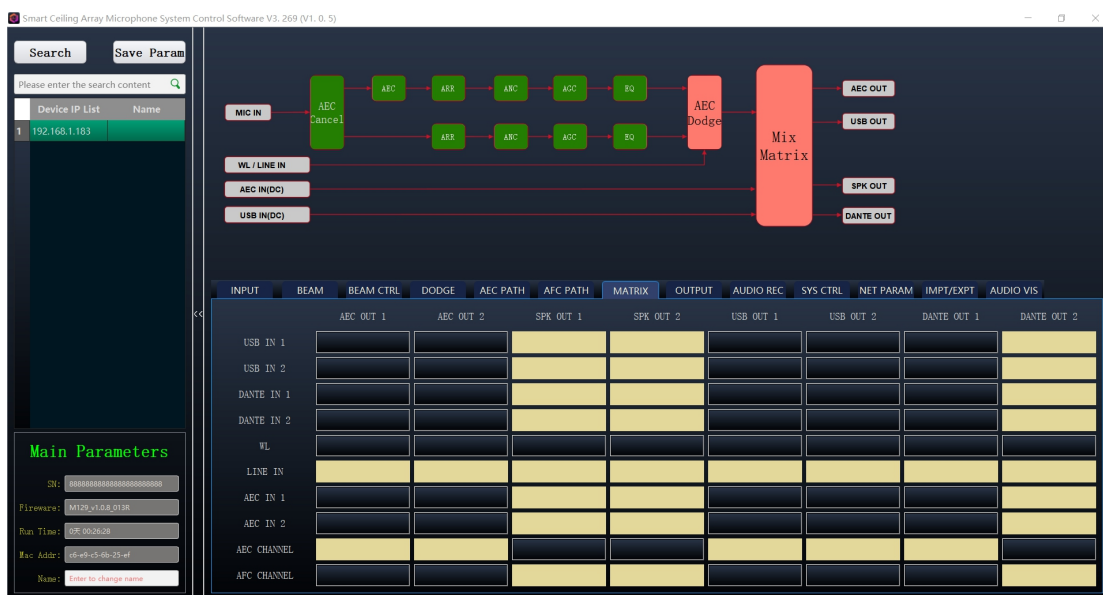 Smart Ceiling Array Microphone System Control Software V3. 269 (V1. 0. 5)
Search
Save Param
Please enter the search content
Device IP List Name
1 192.168.1.183
Main Parameters
SN: 8888888888888888888888
Fireware: M129_v1.0.8_013R
Run Time: 0天 00:26:28
Mac Addr: c6-e9-c5-6b-25-ef
Name: Enter to change name
<<
MIC IN
AEC Cancel
AEC ARR ANC AGC EQ
ARR ANC AGC EQ
AEC Dodge
Mix Matrix
WL / LINE IN
AEC IN(DC)
USB IN(DC)
AEC OUT
USB OUT
SPK OUT
DANTE OUT
INPUT BEAM BEAM CTRL DODGE AEC PATH AFC PATH MATRIX OUTPUT AUDIO REC SYS CTRL NET PARAM IMPT/EXPT AUDIO VIS
AEC OUT 1 AEC OUT 2 SPK OUT 1 SPK OUT 2 USB OUT 1 USB OUT 2 DANTE OUT 1 DANTE OUT 2
USB IN 1
USB IN 2
DANTE IN 1
DANTE IN 2
WL
LINE IN
AEC IN 1
AEC IN 2
AEC CHANNEL
AFC CHANNEL